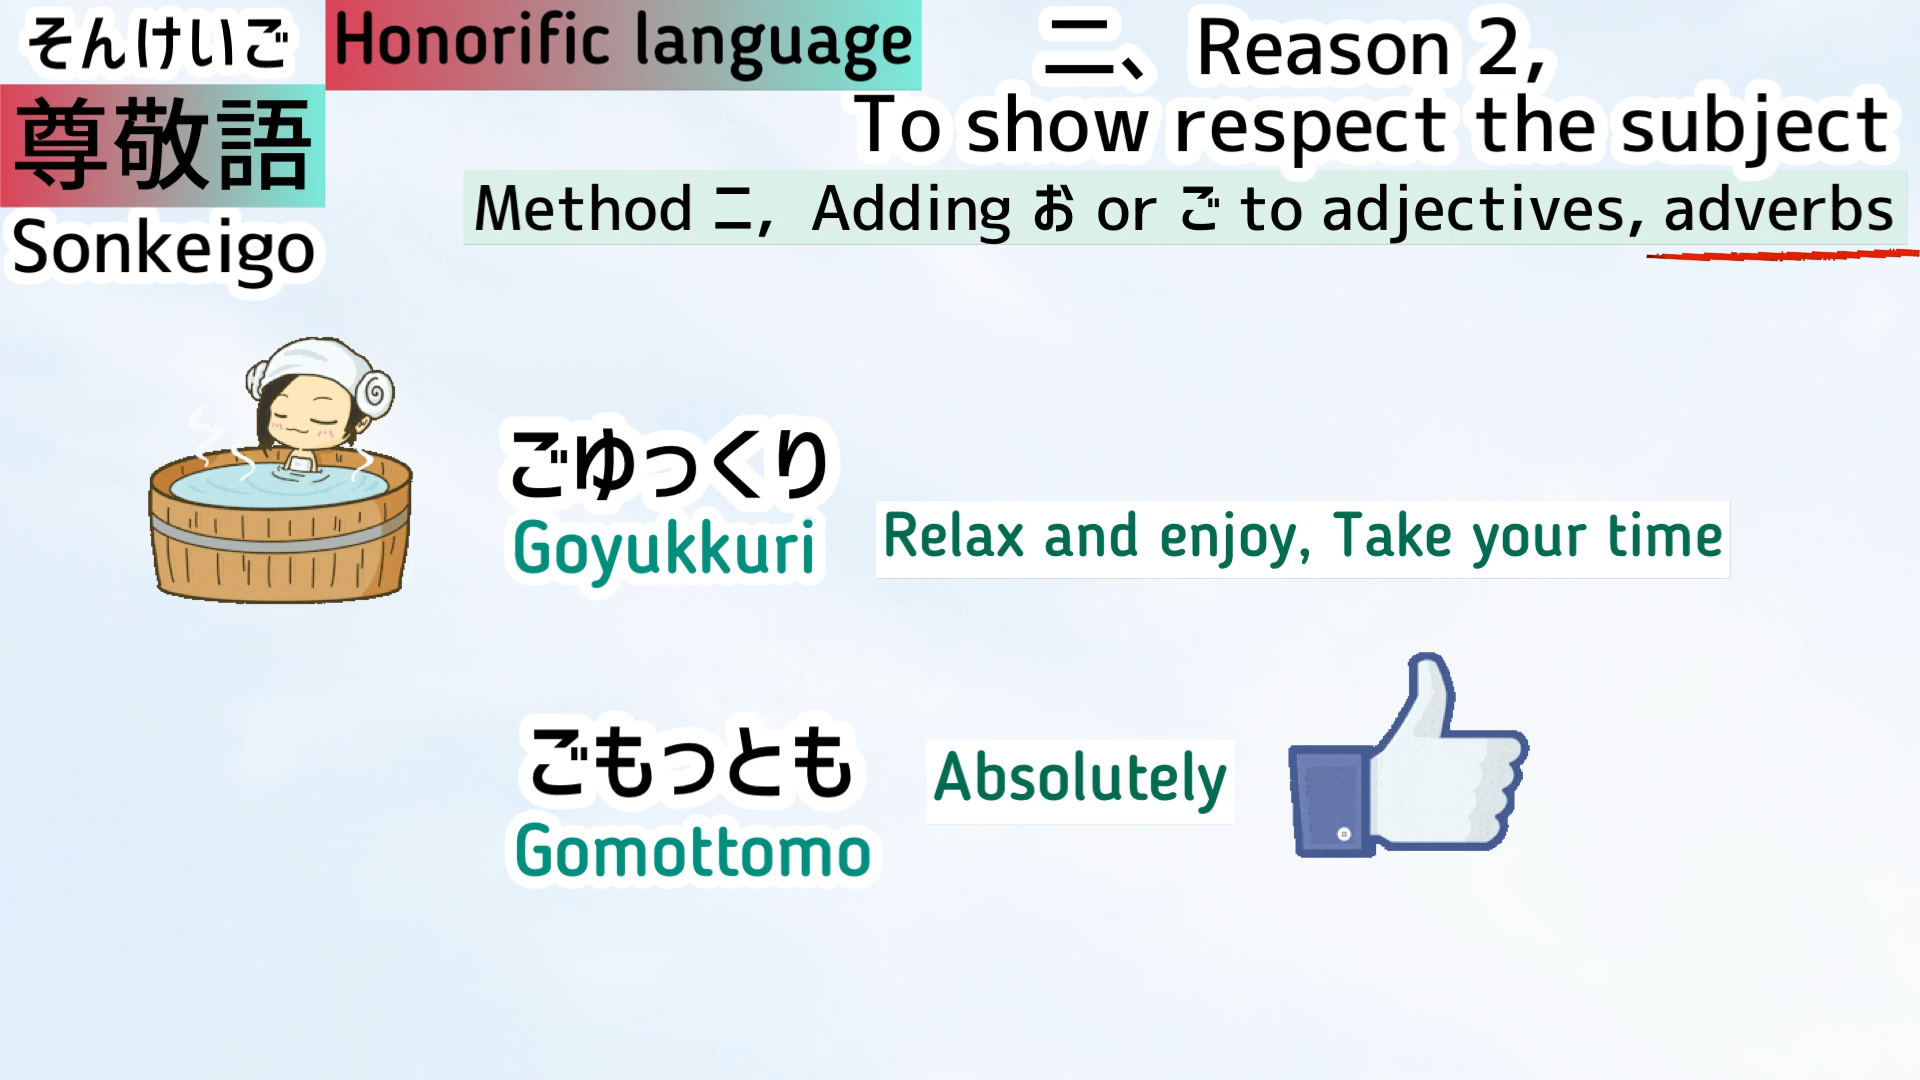 そんけいご
尊敬語
Sonkeigo
Honorific language
二、Reason 2,
To show respect the subject
Method 二, Adding お or ご to adjectives, adverbs
ごゆっくり
Goyukkuri
Relax and enjoy, Take your time
ごもっとも
Gomottomo
Absolutely